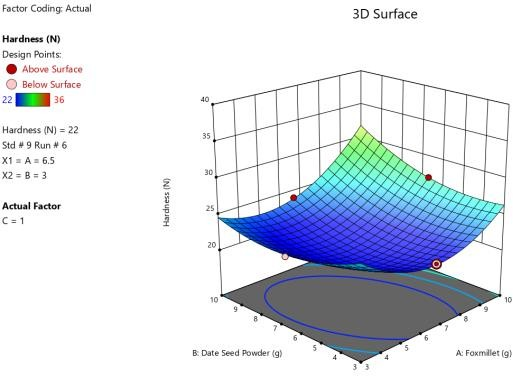 Factor Coding: Actual
3D Surface
Hardness (N)
Design Points:
Above Surface
Below Surface
22 36
Hardness (N) = 22
Std # 9 Run # 6
X1 = A = 6.5
X2 = B = 3
Actual Factor
C = 1
40
35
30
25
20
Hardness (N)
10
9
8
7
6
5
4
3
3
4
5
6
7
8
9
10
B: Date Seed Powder (g)
A: Foxmillet (g)